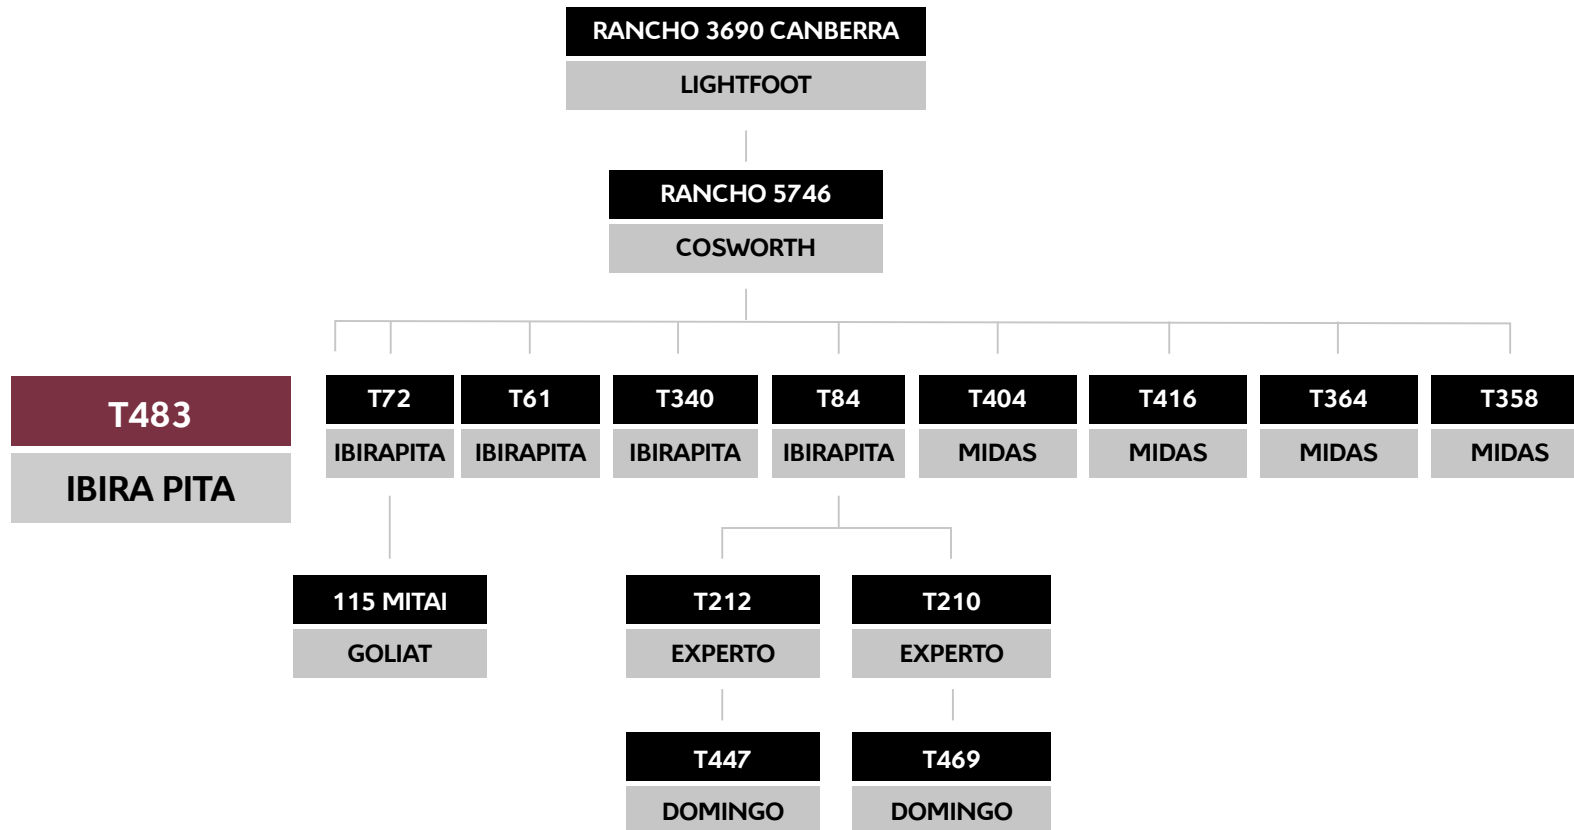 RANCHO 3690 CANBERRA
LIGHTFOOT
RANCHO 5746
COSWORTH
T483
IBIRA PITA
T72
IBIRAPITA
T61
IBIRAPITA
T340
IBIRAPITA
T84
IBIRAPITA
T404
MIDAS
T416
MIDAS
T364
MIDAS
T358
MIDAS
115 MITAI
GOLIAT
T212
EXPERTO
T210
EXPERTO
T447
DOMINGO
T469
DOMINGO